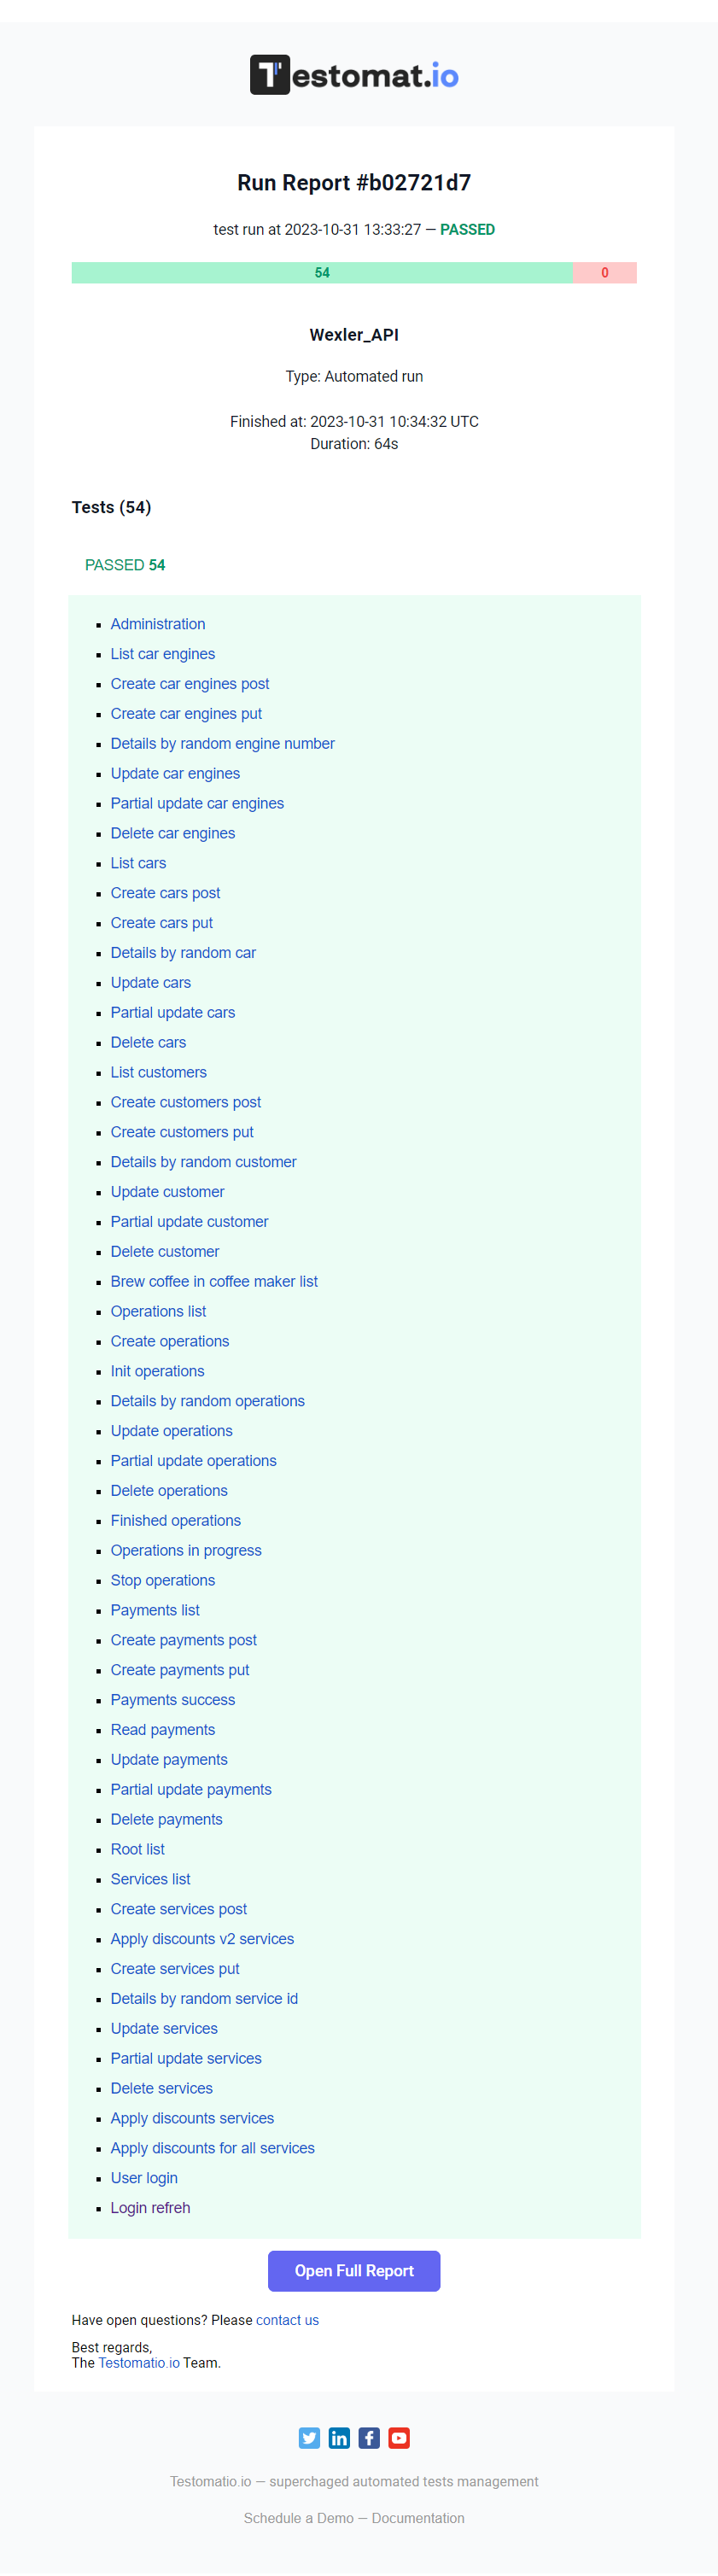 Testomat.io
Run Report #b02721d7
test run at 2023-10-31 13:33:27 — PASSED
54 0
Wexler_API
Type: Automated run
Finished at: 2023-10-31 10:34:32 UTC
Duration: 64s
Tests (54)
PASSED 54
Administration
List car engines
Create car engines post
Create car engines put
Details by random engine number
Update car engines
Partial update car engines
Delete car engines
List cars
Create cars post
Create cars put
Details by random car
Update cars
Partial update cars
Delete cars
List customers
Create customers post
Create customers put
Details by random customer
Update customer
Partial update customer
Delete customer
Brew coffee in coffee maker list
Operations list
Create operations
Init operations
Details by random operations
Update operations
Partial update operations
Delete operations
Finished operations
Operations in progress
Stop operations
Payments list
Create payments post
Create payments put
Payments success
Read payments
Update payments
Partial update payments
Delete payments
Root list
Services list
Create services post
Apply discounts v2 services
Create services put
Details by random service id
Update services
Partial update services
Delete services
Apply discounts services
Apply discounts for all services
User login
Login refreh
Open Full Report
Have open questions? Please contact us
Best regards,
The Testomatio.io Team.
Testomatio.io — superchaged automated tests management
Schedule a Demo — Documentation